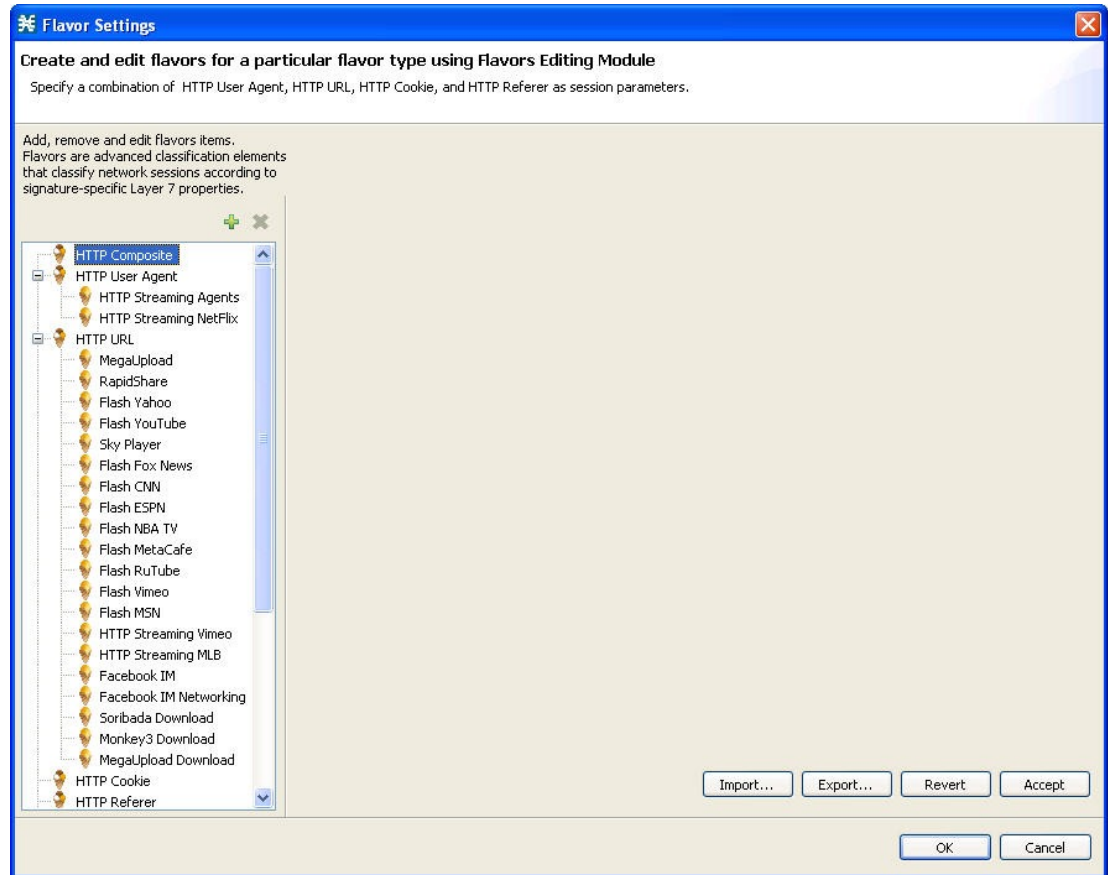 Flavor Settings
Create and edit flavors for a particular flavor type using Flavors Editing Module
Specify a combination of HTTP User Agent, HTTP URL, HTTP Cookie, and HTTP Referer as session parameters.
Add, remove and edit flavors items.
Flavors are advanced classification elements
that classify network sessions according to
signature-specific Layer 7 properties.
HTTP Composite
HTTP User Agent
HTTP Streaming Agents
HTTP Streaming NetFlix
HTTP URL
MegaUpload
RapidShare
Flash Yahoo
Flash YouTube
Sky Player
Flash Fox News
Flash CNN
Flash ESPN
Flash NBA TV
Flash MetaCafe
Flash RuTube
Flash Vimeo
Flash MSN
HTTP Streaming Vimeo
HTTP Streaming MLB
Facebook IM
Facebook IM Networking
Soribada Download
Monkey3 Download
MegaUpload Download
HTTP Cookie
HTTP Referer
Import... Export... Revert Accept
OK Cancel